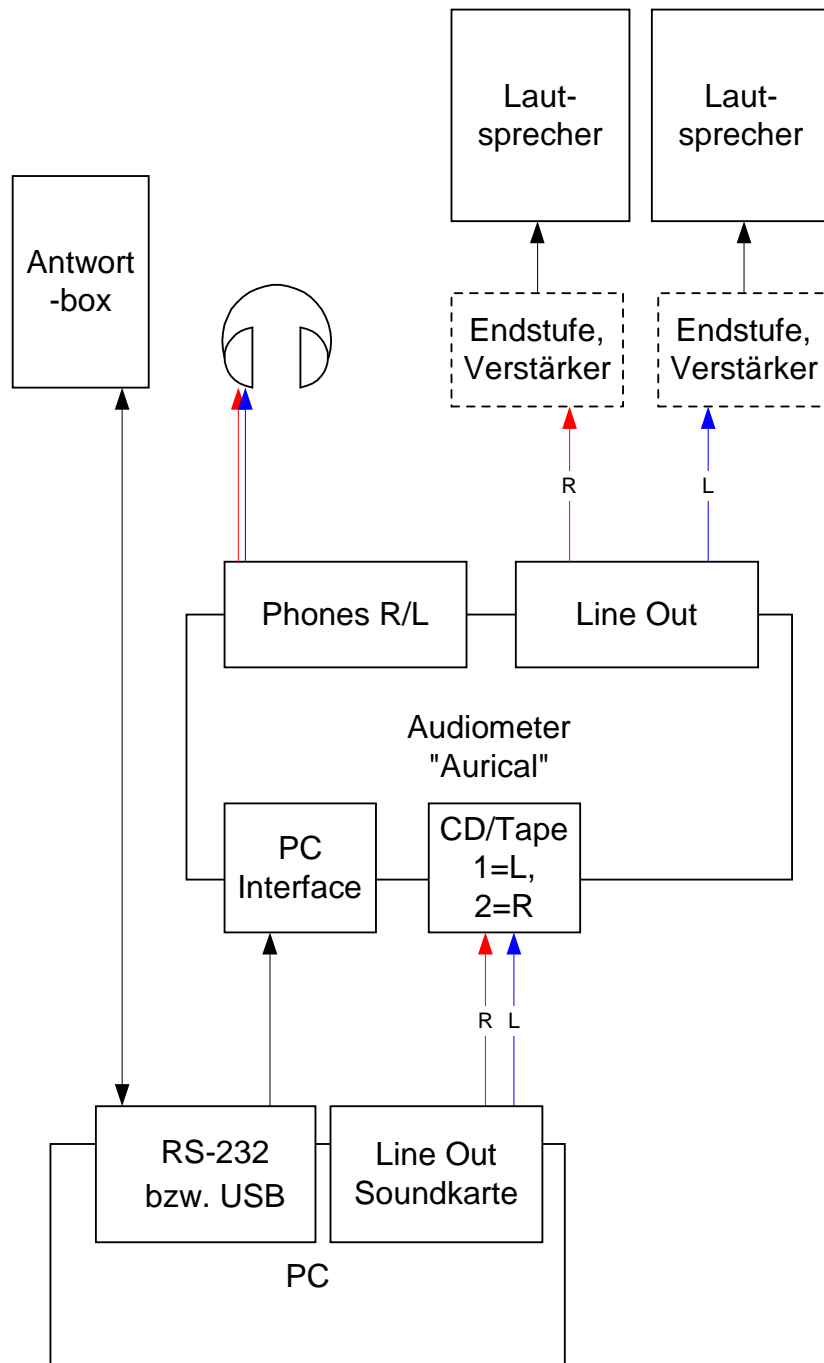 Laut-
sprecher
Laut-
sprecher
Antwort
-box
Endstufe,
Verstärker
Endstufe,
Verstärker
R
L
Phones R/L
Line Out
Audiometer
"Aurical"
PC
Interface
CD/Tape
1=L,
2=R
R
L
RS-232
bzw. USB
Line Out
Soundkarte
PC